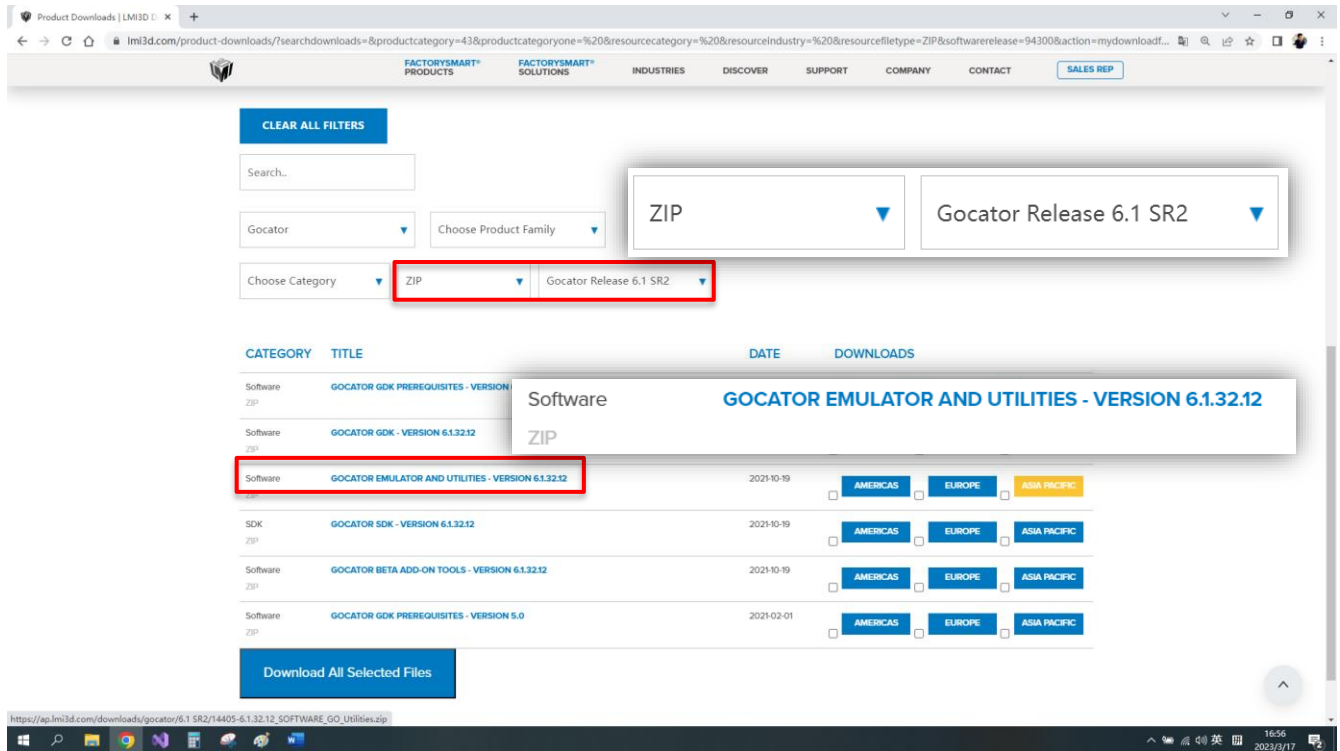 Product Downloads | LMI3D D
lmi3d.com/product-downloads/?searchdownloads=&productcategory=43&productcategoryone=%20&resourcecategory=%20&resourceindustry=%20&resourcefiletype=ZIP&softwarerelease=94300&action=mydownloadf...
FACTORYSMART® PRODUCTS
FACTORYSMART® SOLUTIONS
INDUSTRIES
DISCOVER
SUPPORT
COMPANY
CONTACT
SALES REP
CLEAR ALL FILTERS
Search..
ZIP
Gocator Release 6.1 SR2
Gocator
Choose Product Family
Choose Category
ZIP
Gocator Release 6.1 SR2
CATEGORY TITLE DATE DOWNLOADS
Software GOCATOR GDK PREREQUISITES - VERSION
ZIP
Software GOCATOR EMULATOR AND UTILITIES - VERSION 6.1.32.12
ZIP
Software GOCATOR GDK - VERSION 6.1.32.12
ZIP
Software GOCATOR EMULATOR AND UTILITIES - VERSION 6.1.32.12 2021-10-19 AMERICAS EUROPE ASIA PACIFIC
ZIP
SDK GOCATOR SDK - VERSION 6.1.32.12 2021-10-19 AMERICAS EUROPE ASIA PACIFIC
ZIP
Software GOCATOR BETA ADD-ON TOOLS - VERSION 6.1.32.12 2021-10-19 AMERICAS EUROPE ASIA PACIFIC
ZIP
Software GOCATOR GDK PREREQUISITES - VERSION 5.0 2021-02-01 AMERICAS EUROPE ASIA PACIFIC
ZIP
Download All Selected Files
https://ap.lmi3d.com/downloads/gocator/6.1 SR2/14405-6.1.32.12_SOFTWARE_GO_Utilities.zip
英
16:56
2023/3/17